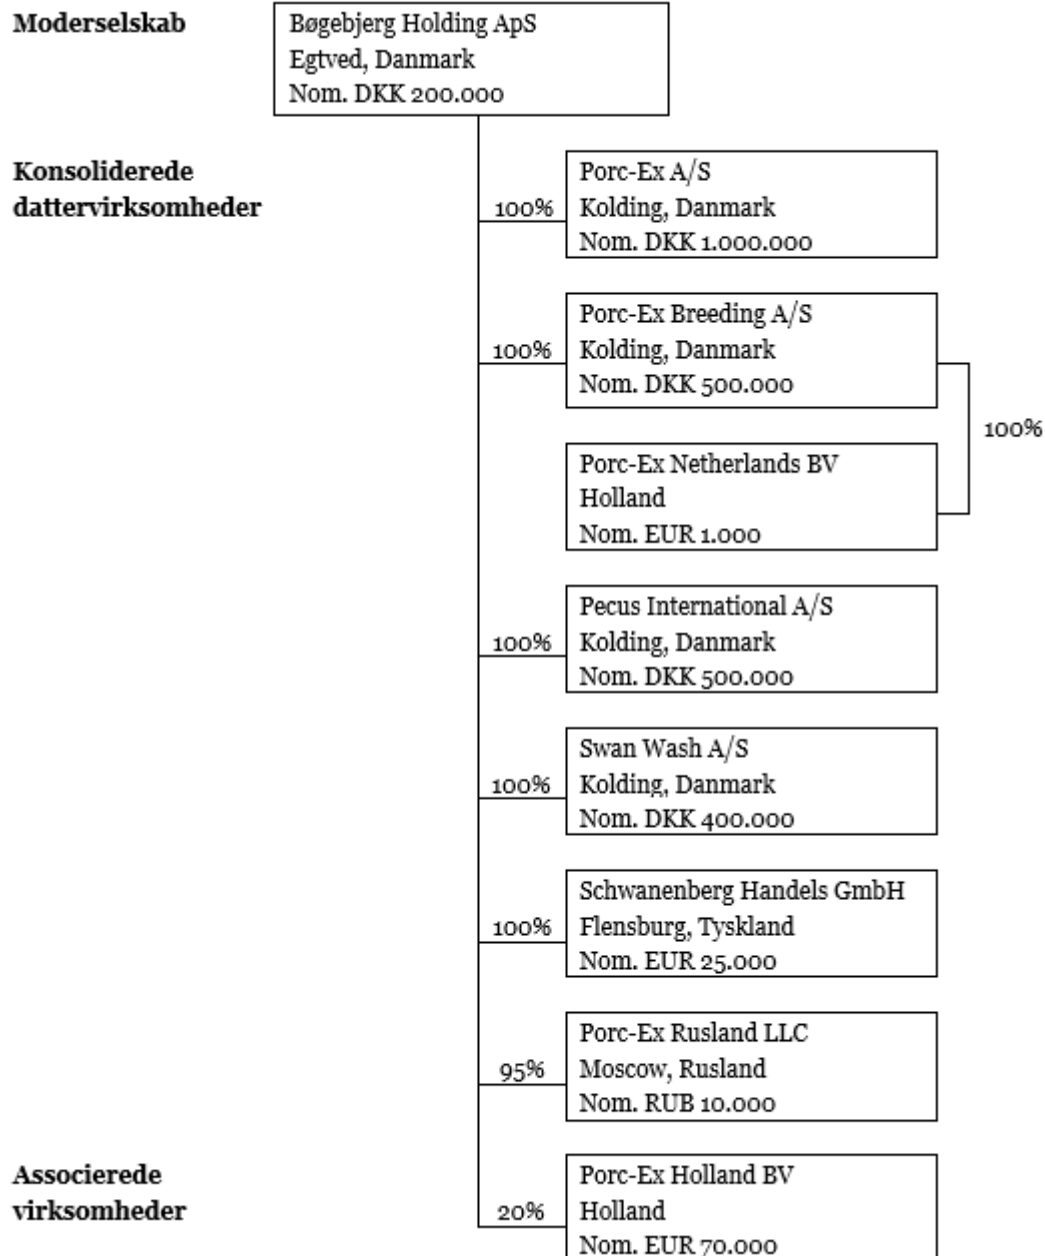 Moderselskab
Bøgebjerg Holding ApS
Egtved, Danmark
Nom. DKK 200.000
Konsoliderede
dattervirksomheder
100%
Porc-Ex A/S
Kolding, Danmark
Nom. DKK 1.000.000
100%
Porc-Ex Breeding A/S
Kolding, Danmark
Nom. DKK 500.000
100%
Porc-Ex Netherlands BV
Holland
Nom. EUR 1.000
100%
Pecus International A/S
Kolding, Danmark
Nom. DKK 500.000
100%
Swan Wash A/S
Kolding, Danmark
Nom. DKK 400.000
100%
Schwanenberg Handels GmbH
Flensburg, Tyskland
Nom. EUR 25.000
95%
Porc-Ex Rusland LLC
Moscow, Rusland
Nom. RUB 10.000
Associerede
virksomheder
20%
Porc-Ex Holland BV
Holland
Nom. EUR 70.000